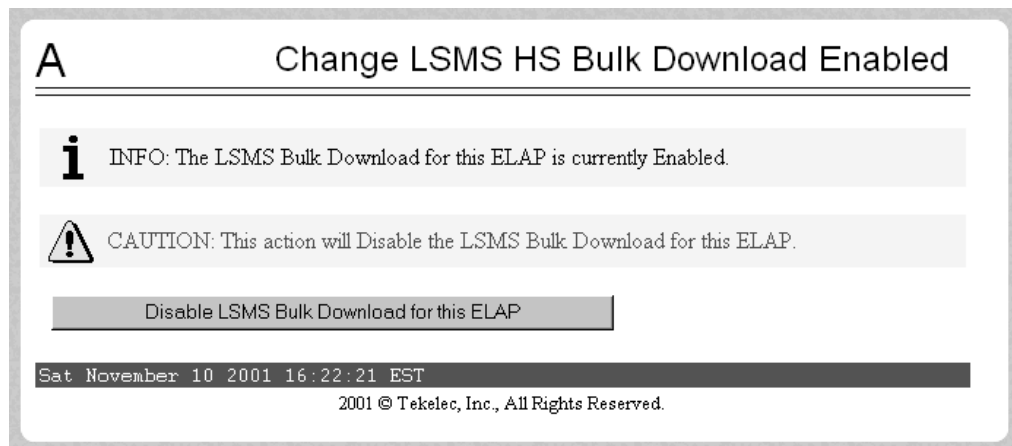 A
Change LSMS HS Bulk Download Enabled
INFO: The LSMS Bulk Download for this ELAP is currently Enabled.
CAUTION: This action will Disable the LSMS Bulk Download for this ELAP.
Disable LSMS Bulk Download for this ELAP
Sat November 10 2001 16:22:21 EST
2001 © Tekelec, Inc., All Rights Reserved.